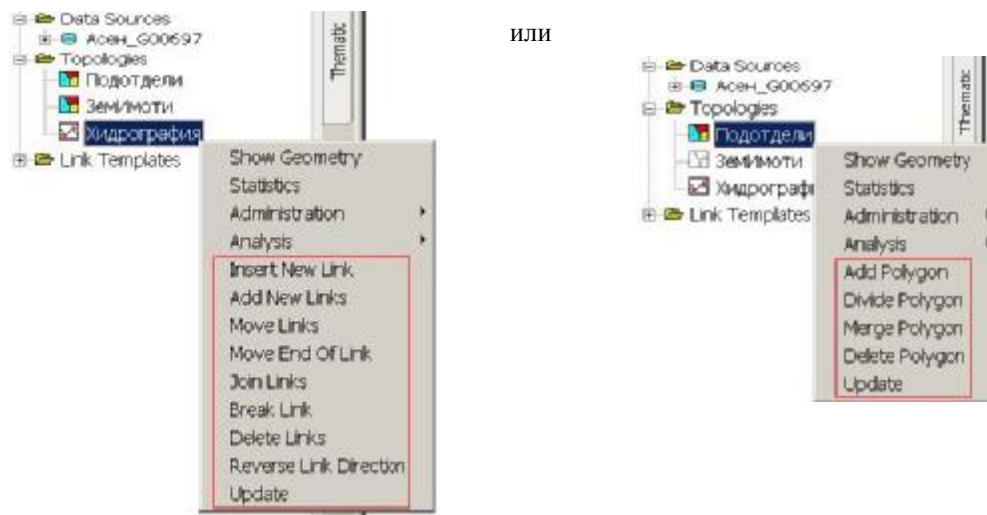 Data Sources
Асен_G00697
Topologies
Подотдели
ЗемИмоти
Хидрография
Link Templates
Thematic
Show Geometry
Statistics
Administration
Analysis
Insert New Link
Add New Links
Move Links
Move End Of Link
Join Links
Break Link
Delete Links
Reverse Link Direction
Update
или
Data Sources
Асен_G00697
Topologies
Подотдели
ЗемИмоти
Хидрографи
Link Templates
Thematic
Show Geometry
Statistics
Administration
Analysis
Add Polygon
Divide Polygon
Merge Polygon
Delete Polygon
Update